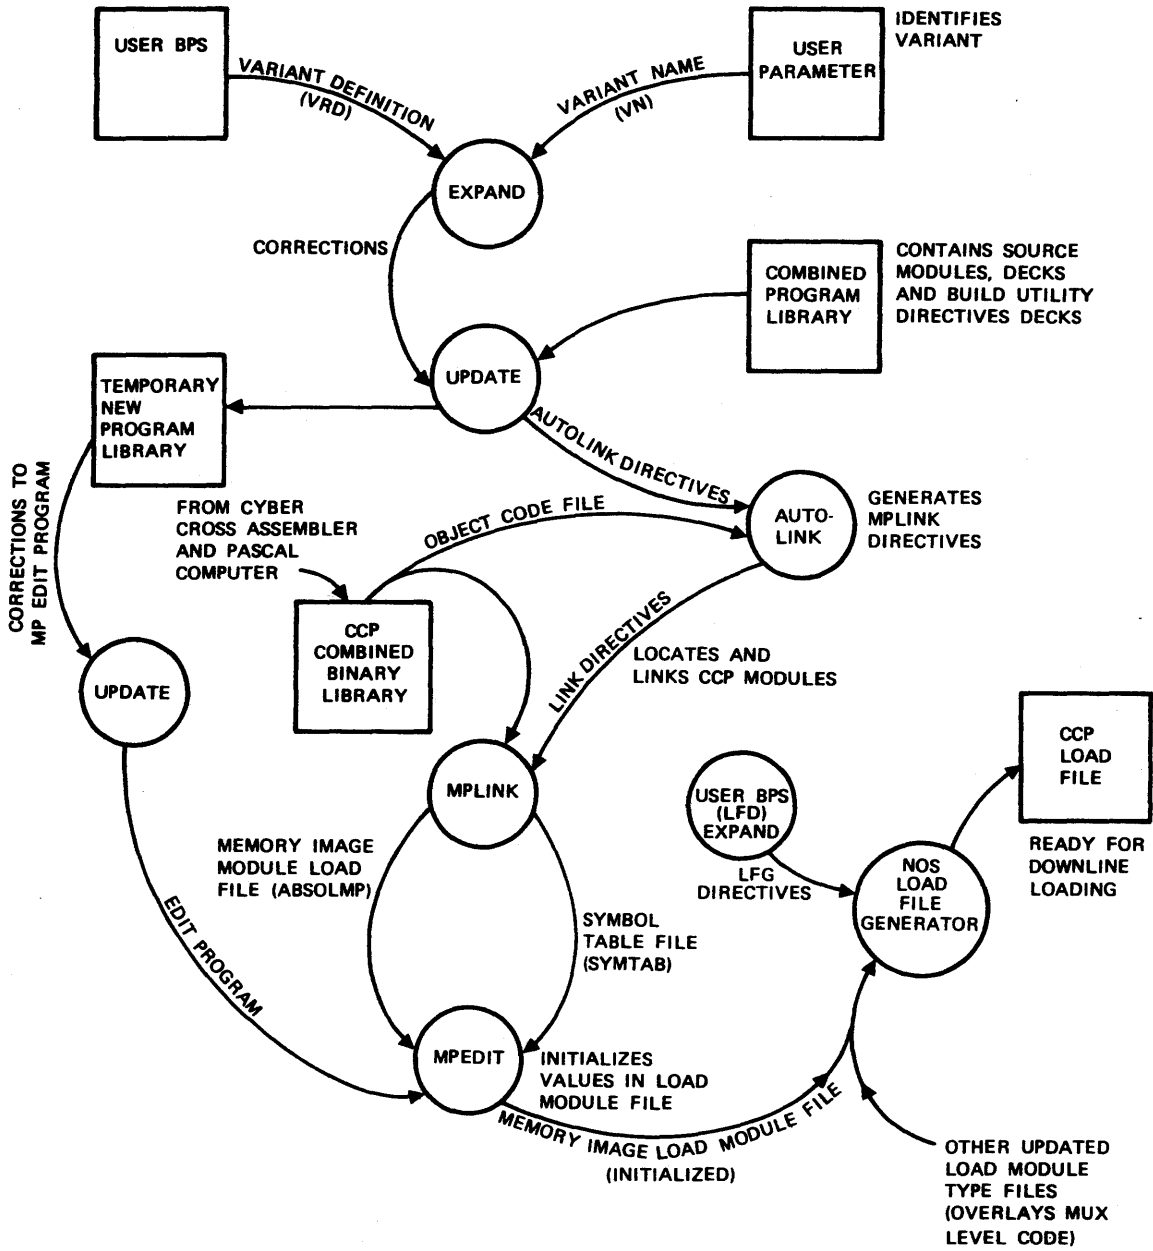 USER BPS
VARIANT DEFINITION
(VRD)
VARIANT NAME
(VN)
USER
PARAMETER
IDENTIFIES
VARIANT
EXPAND
CORRECTIONS
COMBINED
PROGRAM
LIBRARY
CONTAINS SOURCE
MODULES, DECKS
AND BUILD UTILITY
DIRECTIVES DECKS
UPDATE
TEMPORARY
NEW
PROGRAM
LIBRARY
AUTOLINK DIRECTIVES
CORRECTIONS TO
MP EDIT PROGRAM
FROM CYBER
CROSS ASSEMBLER
AND PASCAL
COMPUTER
OBJECT CODE FILE
AUTO-
LINK
GENERATES
MPLINK
DIRECTIVES
CCP
COMBINED
BINARY
LIBRARY
LINK DIRECTIVES
LOCATES AND
LINKS CCP MODULES
UPDATE
MPLINK
USER BPS
(LFD)
EXPAND
CCP
LOAD
FILE
READY FOR
DOWNLINE
LOADING
LFG
DIRECTIVES
NOS
LOAD
FILE
GENERATOR
MEMORY IMAGE
MODULE LOAD
FILE (ABSOLMP)
SYMBOL
TABLE FILE
(SYMTAB)
EDIT PROGRAM
MPEDIT
INITIALIZES
VALUES IN LOAD
MODULE FILE
MEMORY IMAGE LOAD MODULE FILE
(INITIALIZED)
OTHER UPDATED
LOAD MODULE
TYPE FILES
(OVERLAYS MUX
LEVEL CODE)